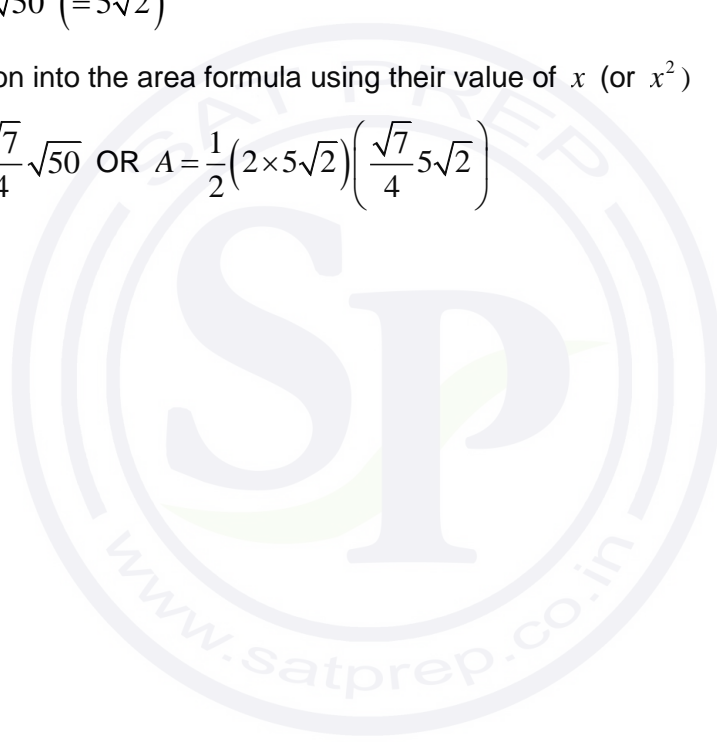 √50 (= 5√2)
on into the area formula using their value of x (or x²)
√7/4 √50 OR A = 1/2 (2×5√2)(√7/4 5√2)
SAT PREP
SP
www.satprep.co.in